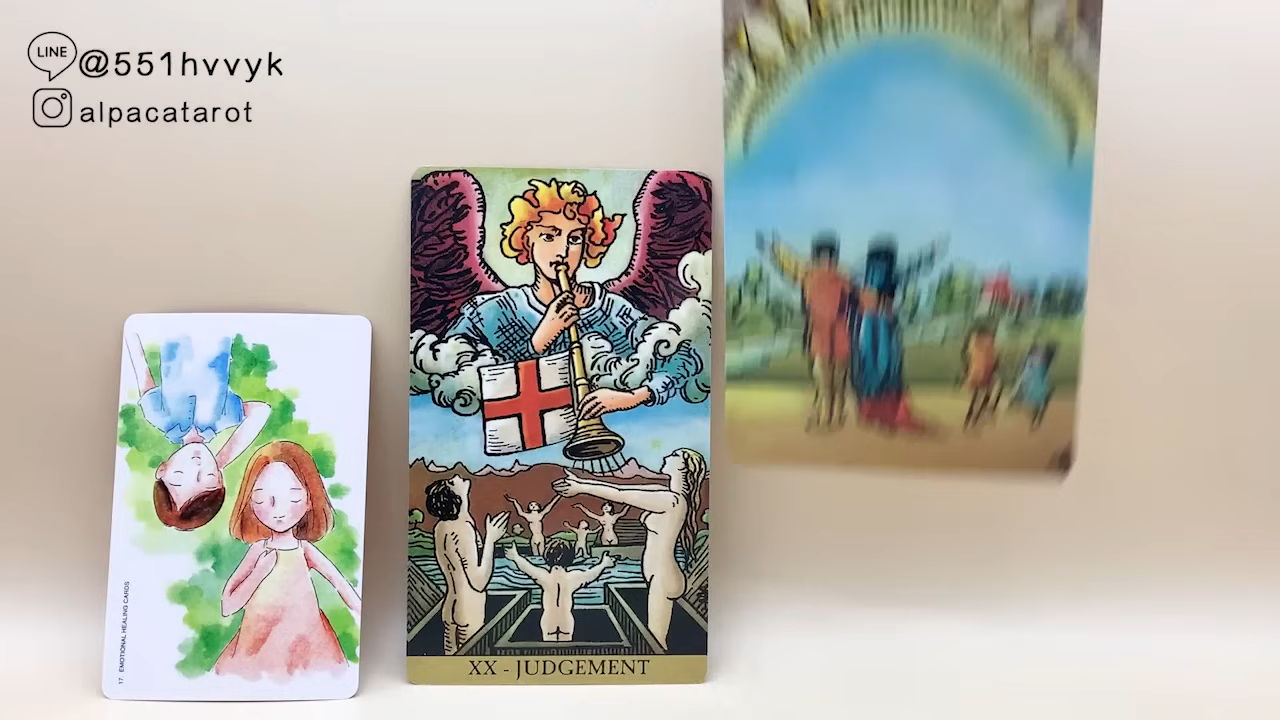 LINE @551hvvyk
alpacatarot
17. EMOTIONAL HEALING CARDS
XX - JUDGEMENT